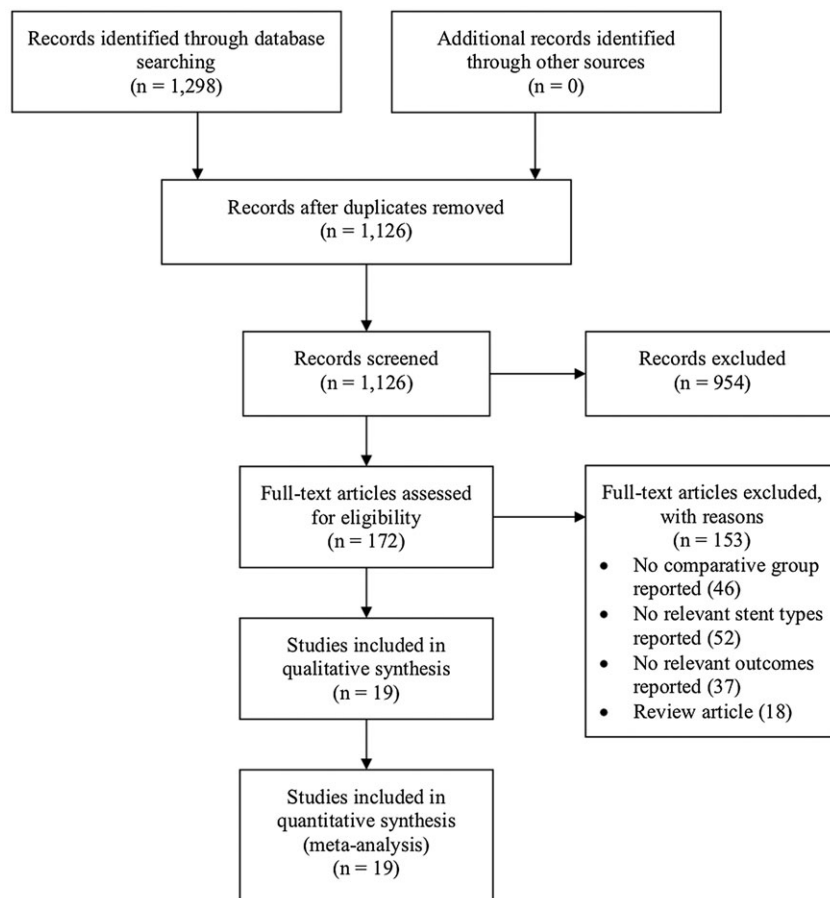 Records identified through database
searching
(n = 1,298)
Additional records identified
through other sources
(n = 0)
Records after duplicates removed
(n = 1,126)
Records screened
(n = 1,126)
Records excluded
(n = 954)
Full-text articles assessed
for eligibility
(n = 172)
Full-text articles excluded,
with reasons
(n = 153)
• No comparative group
reported (46)
• No relevant stent types
reported (52)
• No relevant outcomes
reported (37)
• Review article (18)
Studies included in
qualitative synthesis
(n = 19)
Studies included in
quantitative synthesis
(meta-analysis)
(n = 19)